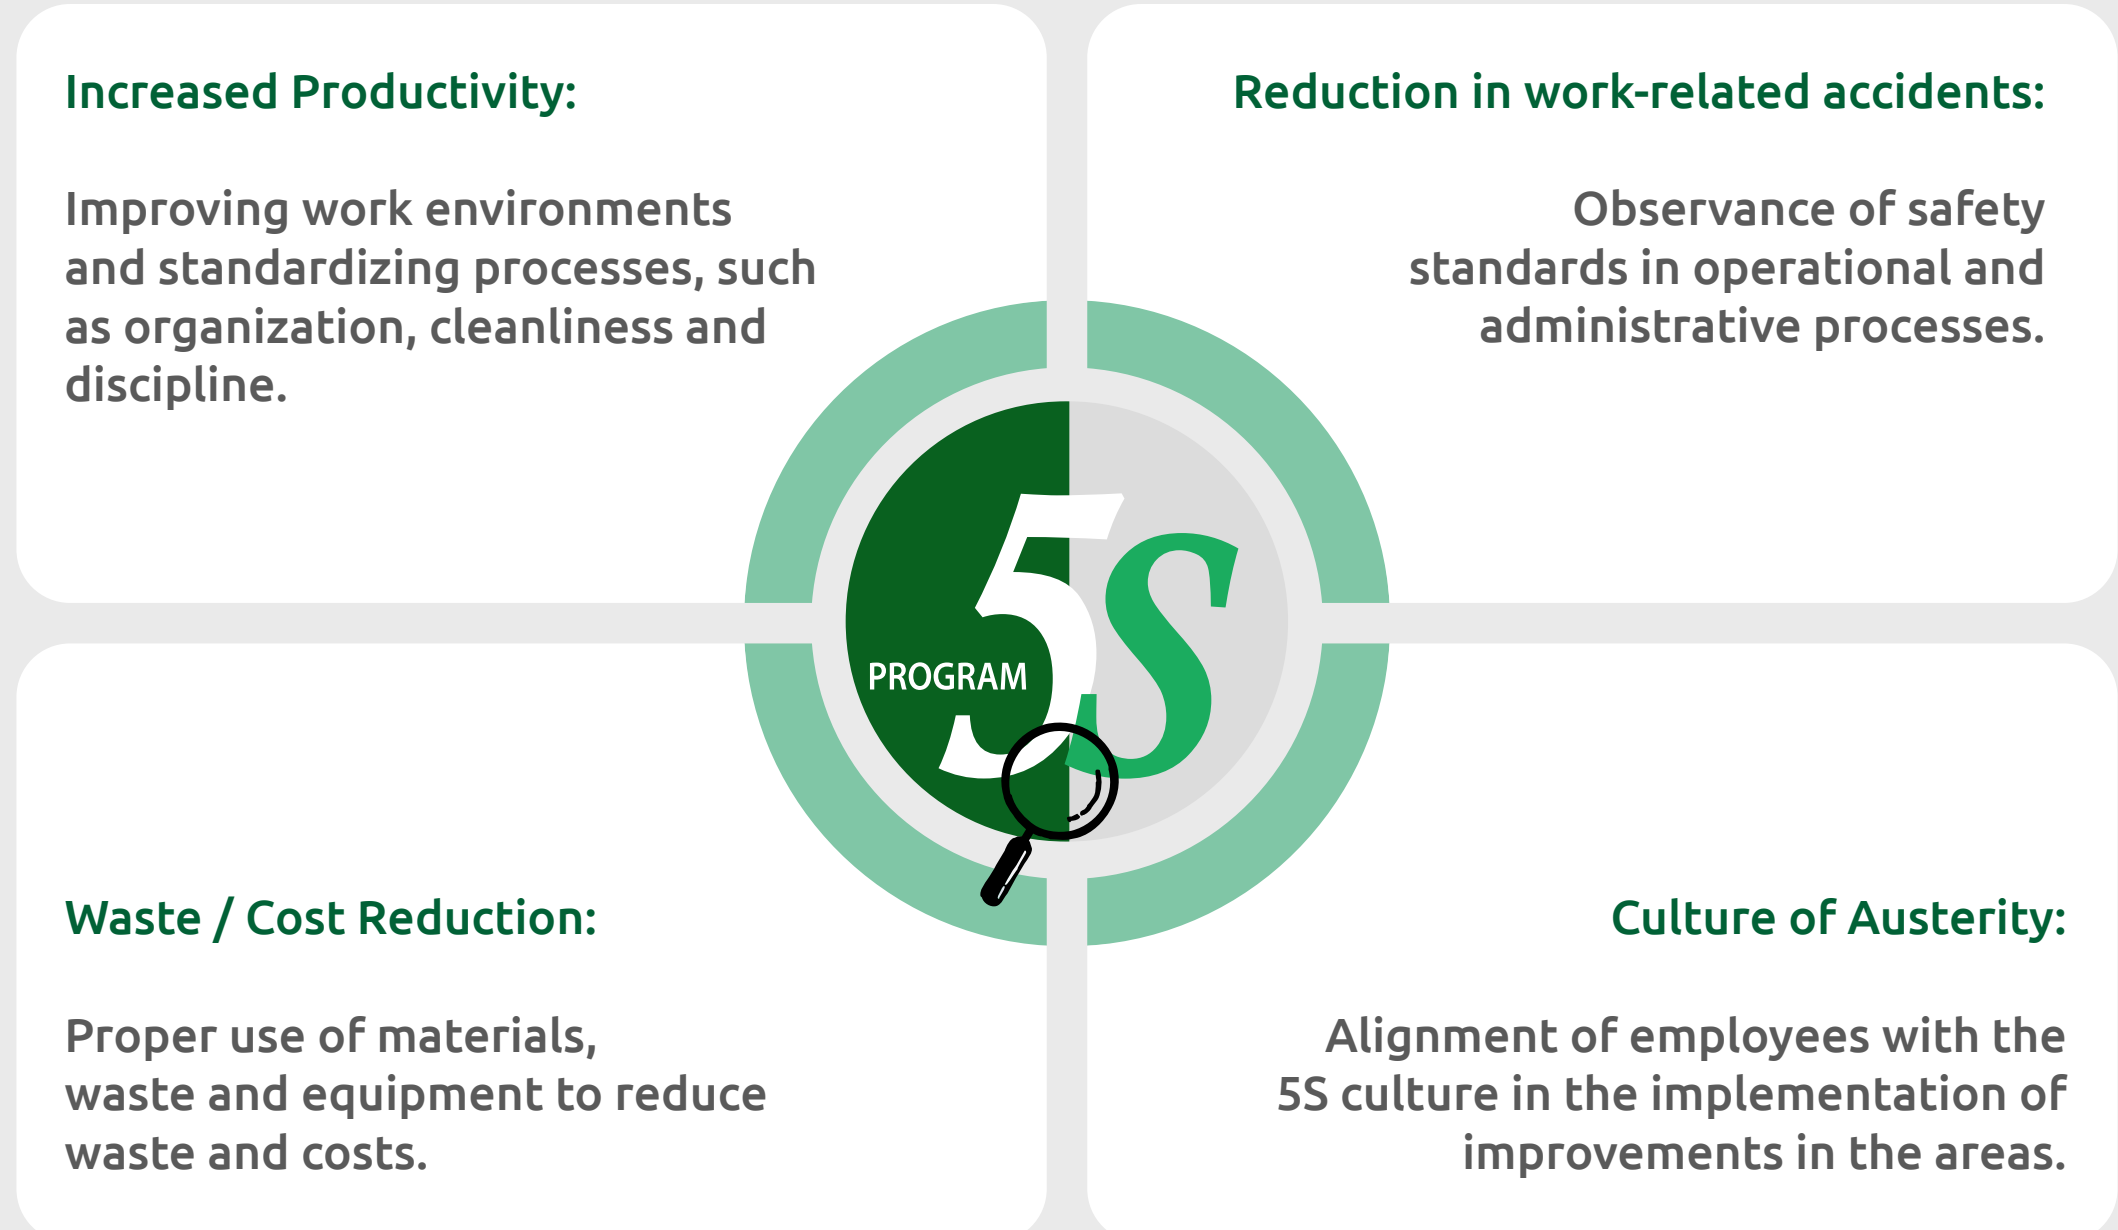 Increased Productivity:
Improving work environments
and standardizing processes, such
as organization, cleanliness and
discipline.
Reduction in work-related accidents:
Observance of safety
standards in operational and
administrative processes.
5S
PROGRAM
Waste / Cost Reduction:
Proper use of materials,
waste and equipment to reduce
waste and costs.
Culture of Austerity:
Alignment of employees with the
5S culture in the implementation of
improvements in the areas.